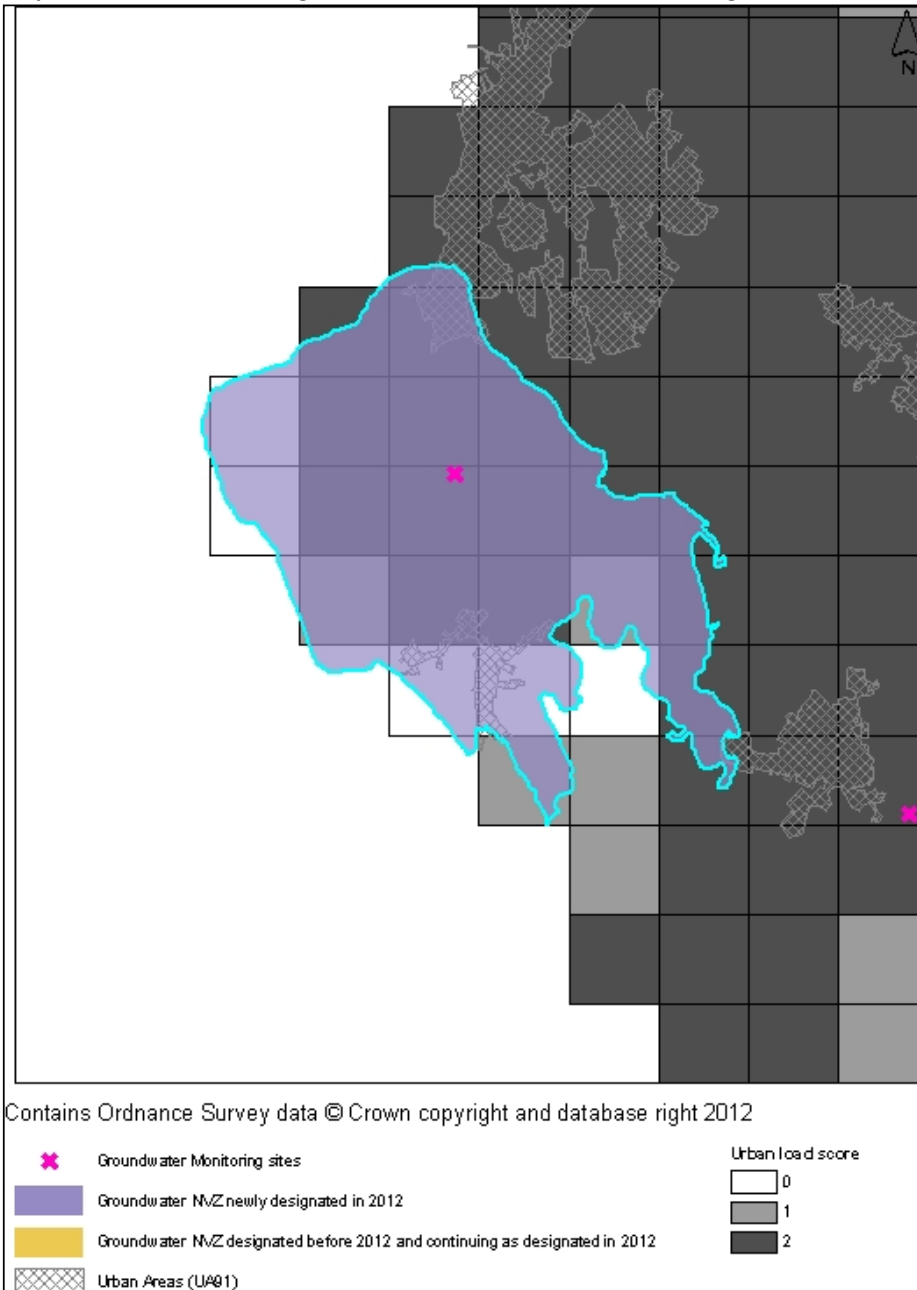 N
Contains Ordnance Survey data © Crown copyright and database right 2012
Groundwater Monitoring sites
Groundwater NVZ newly designated in 2012
Groundwater NVZ designated before 2012 and continuing as designated in 2012
Urban Areas (UA91)
Urban load score
0
1
2